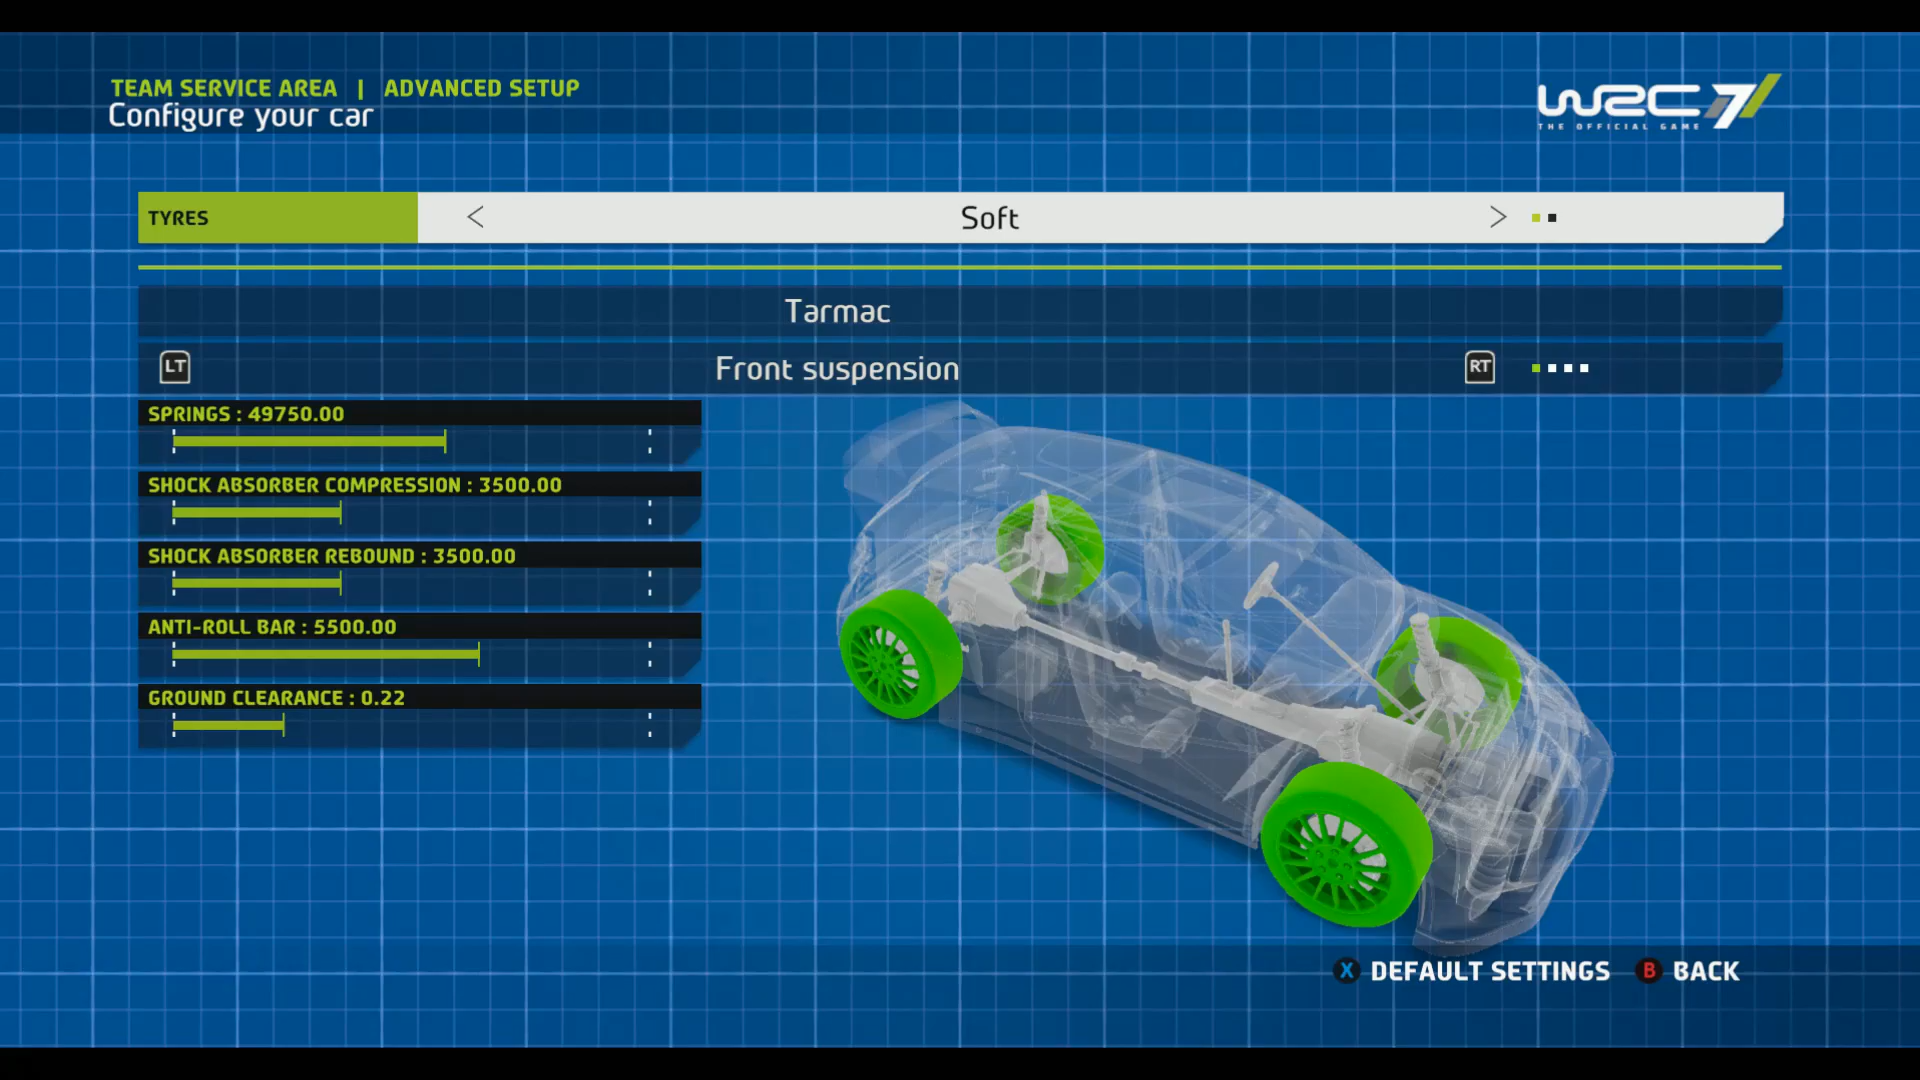 TEAM SERVICE AREA | ADVANCED SETUP
Configure your car
WRC 7
THE OFFICIAL GAME
TYRES < Soft >
Tarmac
LT Front suspension RT
SPRINGS : 49750.00
SHOCK ABSORBER COMPRESSION : 3500.00
SHOCK ABSORBER REBOUND : 3500.00
ANTI-ROLL BAR : 5500.00
GROUND CLEARANCE : 0.22
X DEFAULT SETTINGS B BACK